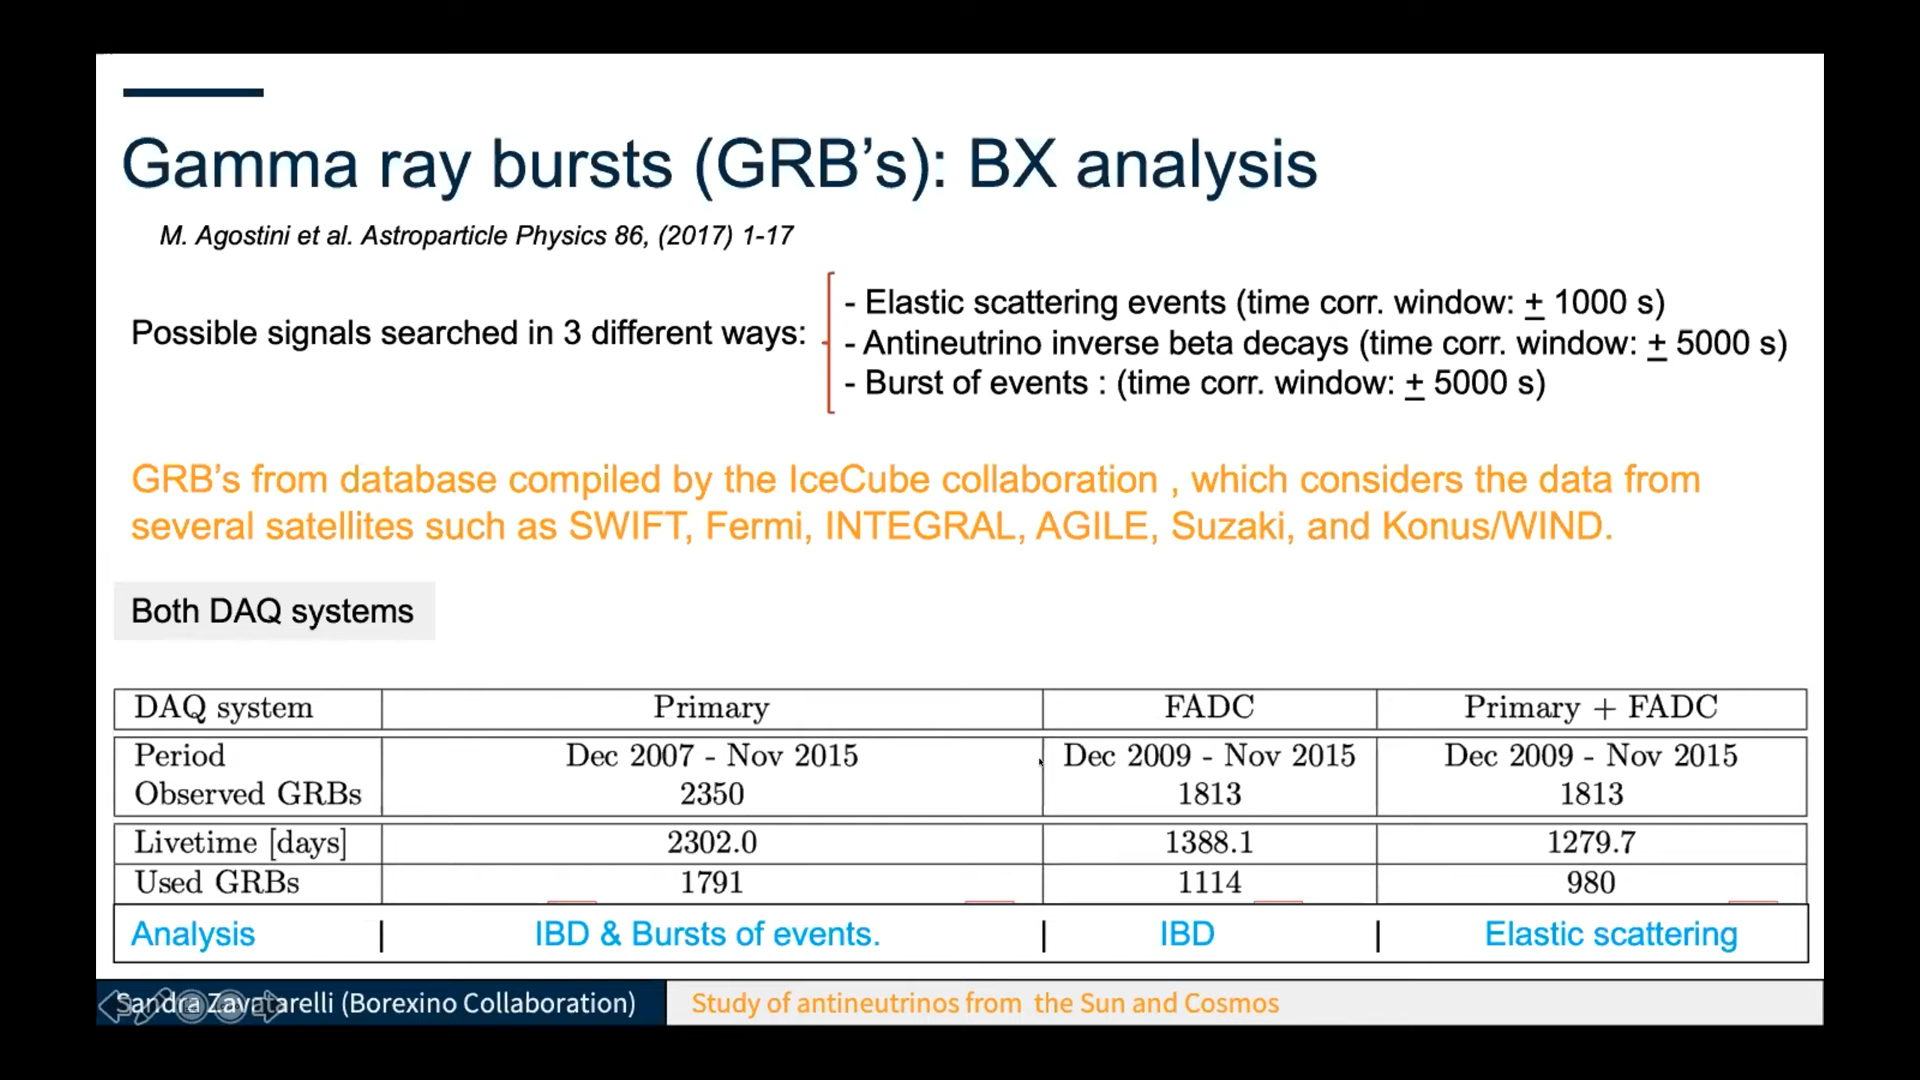 Gamma ray bursts (GRB’s): BX analysis
M. Agostini et al. Astroparticle Physics 86, (2017) 1-17
Possible signals searched in 3 different ways:
- Elastic scattering events (time corr. window: ± 1000 s)
- Antineutrino inverse beta decays (time corr. window: ± 5000 s)
- Burst of events : (time corr. window: ± 5000 s)
GRB’s from database compiled by the IceCube collaboration , which considers the data from
several satellites such as SWIFT, Fermi, INTEGRAL, AGILE, Suzaki, and Konus/WIND.
Both DAQ systems
DAQ system Primary FADC Primary + FADC
Period Dec 2007 - Nov 2015 Dec 2009 - Nov 2015 Dec 2009 - Nov 2015
Observed GRBs 2350 1813 1813
Livetime [days] 2302.0 1388.1 1279.7
Used GRBs 1791 1114 980
Analysis | IBD & Bursts of events. | IBD | Elastic scattering
Sandra Zavatarelli (Borexino Collaboration) Study of antineutrinos from the Sun and Cosmos